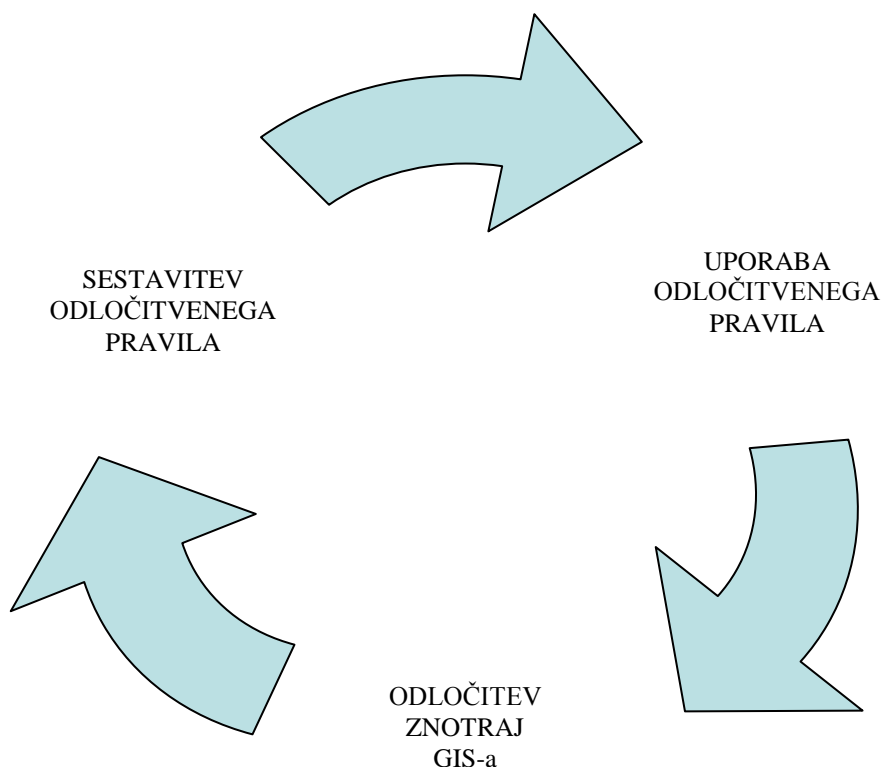 SESTAVITEV
ODLOČITVENEGA
PRAVILA
UPORABA
ODLOČITVENEGA
PRAVILA
ODLOČITEV
ZNOTRAJ
GIS-a